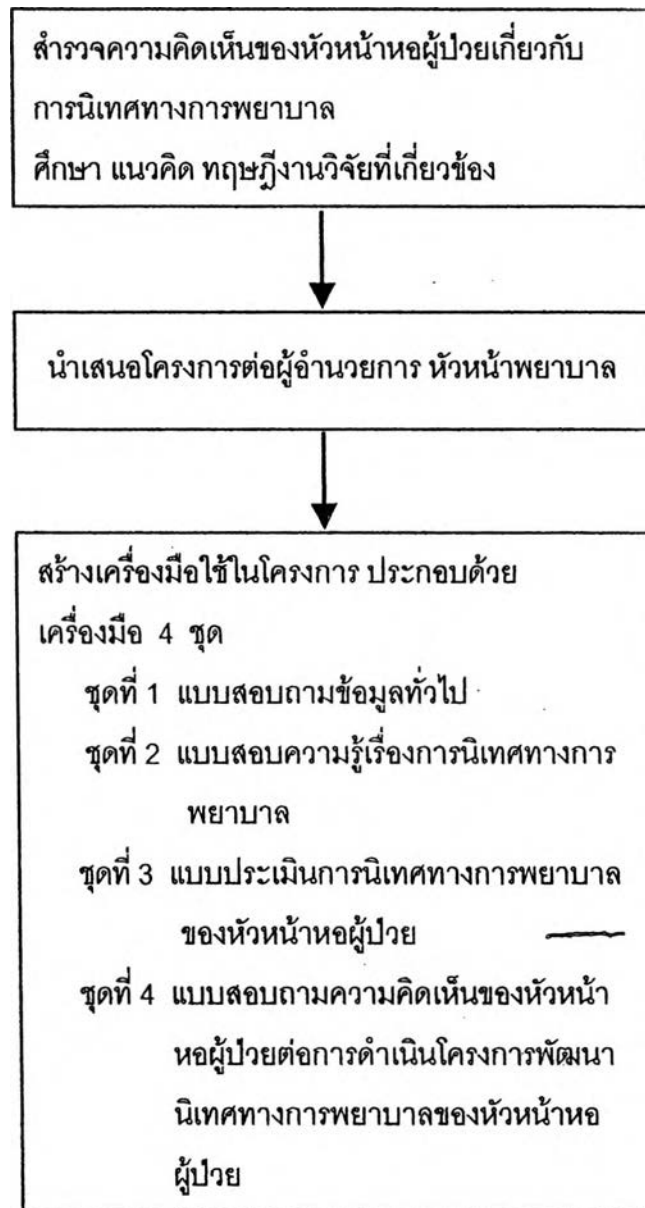 สำรวจความคิดเห็นของหัวหน้าหอผู้ป่วยเกี่ยวกับ
การนิเทศทางการพยาบาล
ศึกษา แนวคิด ทฤษฎีงานวิจัยที่เกี่ยวข้อง
นำเสนอโครงการต่อผู้อำนวยการ หัวหน้าพยาบาล
สร้างเครื่องมือใช้ในโครงการ ประกอบด้วย
เครื่องมือ 4 ชุด
ชุดที่ 1 แบบสอบถามข้อมูลทั่วไป
ชุดที่ 2 แบบสอบความรู้เรื่องการนิเทศทางการ
พยาบาล
ชุดที่ 3 แบบประเมินการนิเทศทางการพยาบาล
ของหัวหน้าหอผู้ป่วย
ชุดที่ 4 แบบสอบถามความคิดเห็นของหัวหน้า
หอผู้ป่วยต่อการดำเนินโครงการพัฒนา
นิเทศทางการพยาบาลของหัวหน้าหอ
ผู้ป่วย